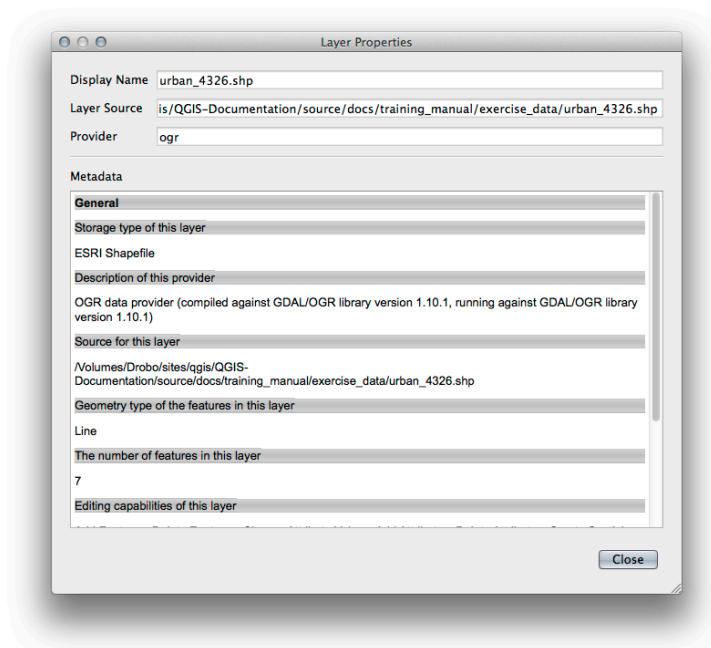 Layer Properties
Display Name urban_4326.shp
Layer Source is/QGIS-Documentation/source/docs/training_manual/exercise_data/urban_4326.shp
Provider ogr
Metadata
General
Storage type of this layer
ESRI Shapefile
Description of this provider
OGR data provider (compiled against GDAL/OGR library version 1.10.1, running against GDAL/OGR library
version 1.10.1)
Source for this layer
/Volumes/Drobo/sites/qgis/QGIS-
Documentation/source/docs/training_manual/exercise_data/urban_4326.shp
Geometry type of the features in this layer
Line
The number of features in this layer
7
Editing capabilities of this layer
Close